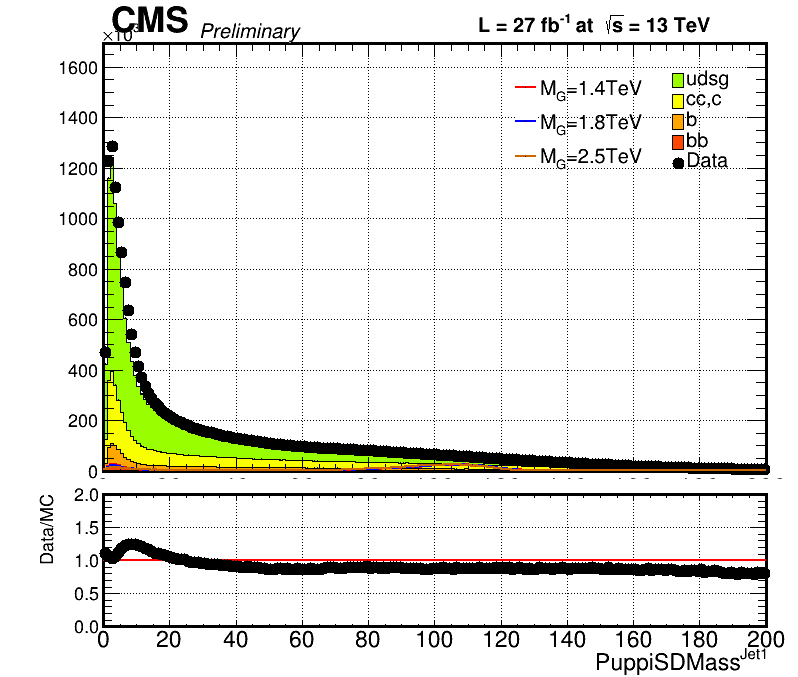 CMS Preliminary L = 27 fb⁻¹ at √s = 13 TeV
×10³
1600
1400
1200
1000
800
600
400
200
0
M_G=1.4TeV
M_G=1.8TeV
M_G=2.5TeV
udsg
cc,c
b
bb
Data
Data/MC
2.0
1.5
1.0
0.5
0.0
0 20 40 60 80 100 120 140 160 180 200
PuppiSDMass^Jet1